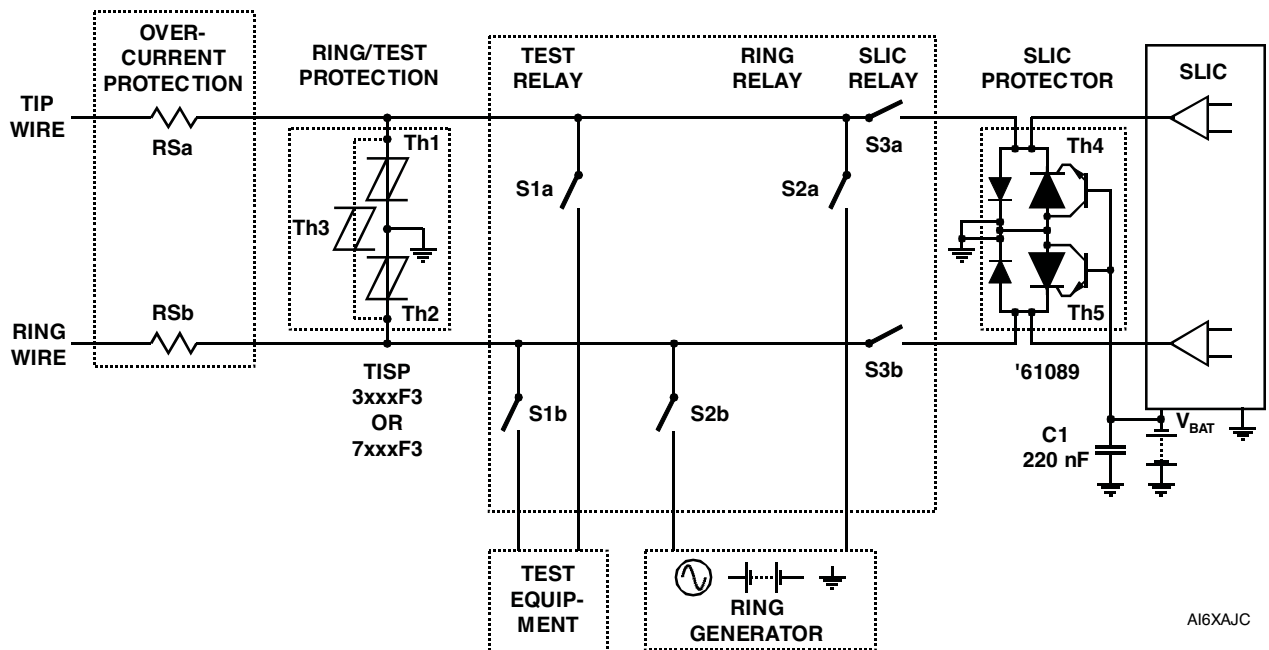 OVER-
CURRENT
PROTECTION
RING/TEST
PROTECTION
TEST
RELAY
RING
RELAY
SLIC
RELAY
SLIC
PROTECTOR
SLIC
TIP
WIRE
RSa
Th1
Th3
Th2
S1a
S2a
S3a
Th4
Th5
RING
WIRE
RSb
TISP
3xxxF3
OR
7xxxF3
S1b
S2b
S3b
'61089
C1
220 nF
VBAT
TEST
EQUIP-
MENT
RING
GENERATOR
AI6XAJC